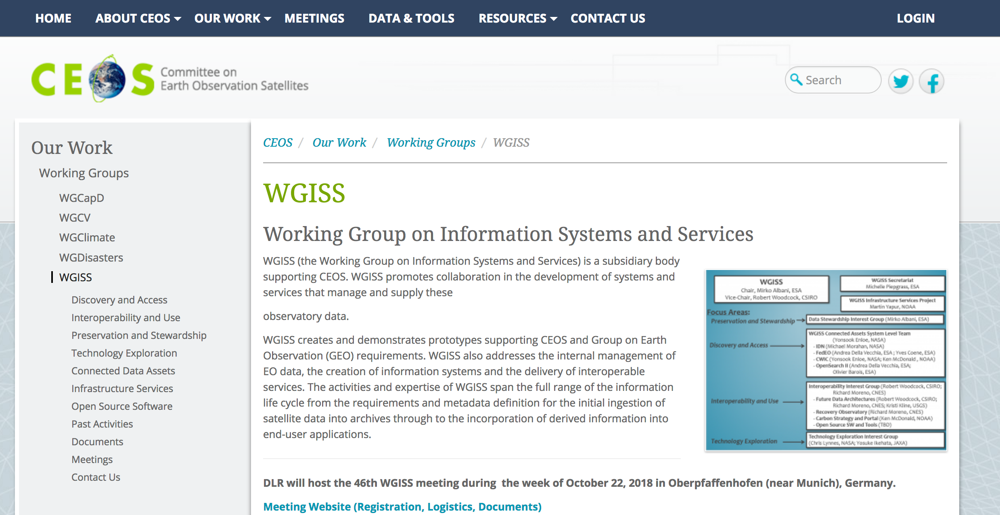 HOME ABOUT CEOS OUR WORK MEETINGS DATA & TOOLS RESOURCES CONTACT US LOGIN
CEOS
Committee on
Earth Observation Satellites
Search
Our Work
Working Groups
WGCapD
WGCV
WGClimate
WGDisasters
WGISS
Discovery and Access
Interoperability and Use
Preservation and Stewardship
Technology Exploration
Connected Data Assets
Infrastructure Services
Open Source Software
Past Activities
Documents
Meetings
Contact Us
CEOS / Our Work / Working Groups / WGISS
WGISS
Working Group on Information Systems and Services
WGISS (the Working Group on Information Systems and Services) is a subsidiary body
supporting CEOS. WGISS promotes collaboration in the development of systems and
services that manage and supply these
observatory data.
WGISS creates and demonstrates prototypes supporting CEOS and Group on Earth
Observation (GEO) requirements. WGISS also addresses the internal management of
EO data, the creation of information systems and the delivery of interoperable
services. The activities and expertise of WGISS span the full range of the information
life cycle from the requirements and metadata definition for the initial ingestion of
satellite data into archives through to the incorporation of derived information into
end-user applications.
WGISS
Chair, Mirko Albani, ESA
Vice-Chair, Robert Woodcock, CSIRO
WGISS Secretariat
Michelle Piepgrass, ESA
WGISS Infrastructure Services Project
Martin Yapur, NOAA
Focus Areas:
Preservation and Stewardship
Data Stewardship Interest Group (Mirko Albani, ESA)
Discovery and Access
WGISS Connected Assets System Level Team
(Yonsook Enloe, NASA)
- IDN (Michael Morahan, NASA)
- FedEO (Andrea Della Vecchia, ESA ; Yves Coene, ESA)
- CWIC (Yonsook Enloe, NASA; Ken McDonald, NOAA)
- OpenSearch II (Andrea Della Vecchia, ESA;
Olivier Barois, ESA)
Interoperability and Use
Interoperability Interest Group (Robert Woodcock, CSIRO;
Richard Moreno, CNES)
- Future Data Architectures (Robert Woodcock, CSIRO;
Richard Moreno, CNES; Kristi Kline, USGS)
- Recovery Observatory (Richard Moreno, CNES)
- Carbon Strategy and Portal (Ken McDonald, NOAA)
- Open Source SW and Tools (TBD)
Technology Exploration
Technology Exploration Interest Group
(Chris Lynnes, NASA; Yosuke Ikehata, JAXA)
DLR will host the 46th WGISS meeting during  the week of October 22, 2018 in Oberpfaffenhofen (near Munich), Germany.
Meeting Website (Registration, Logistics, Documents)